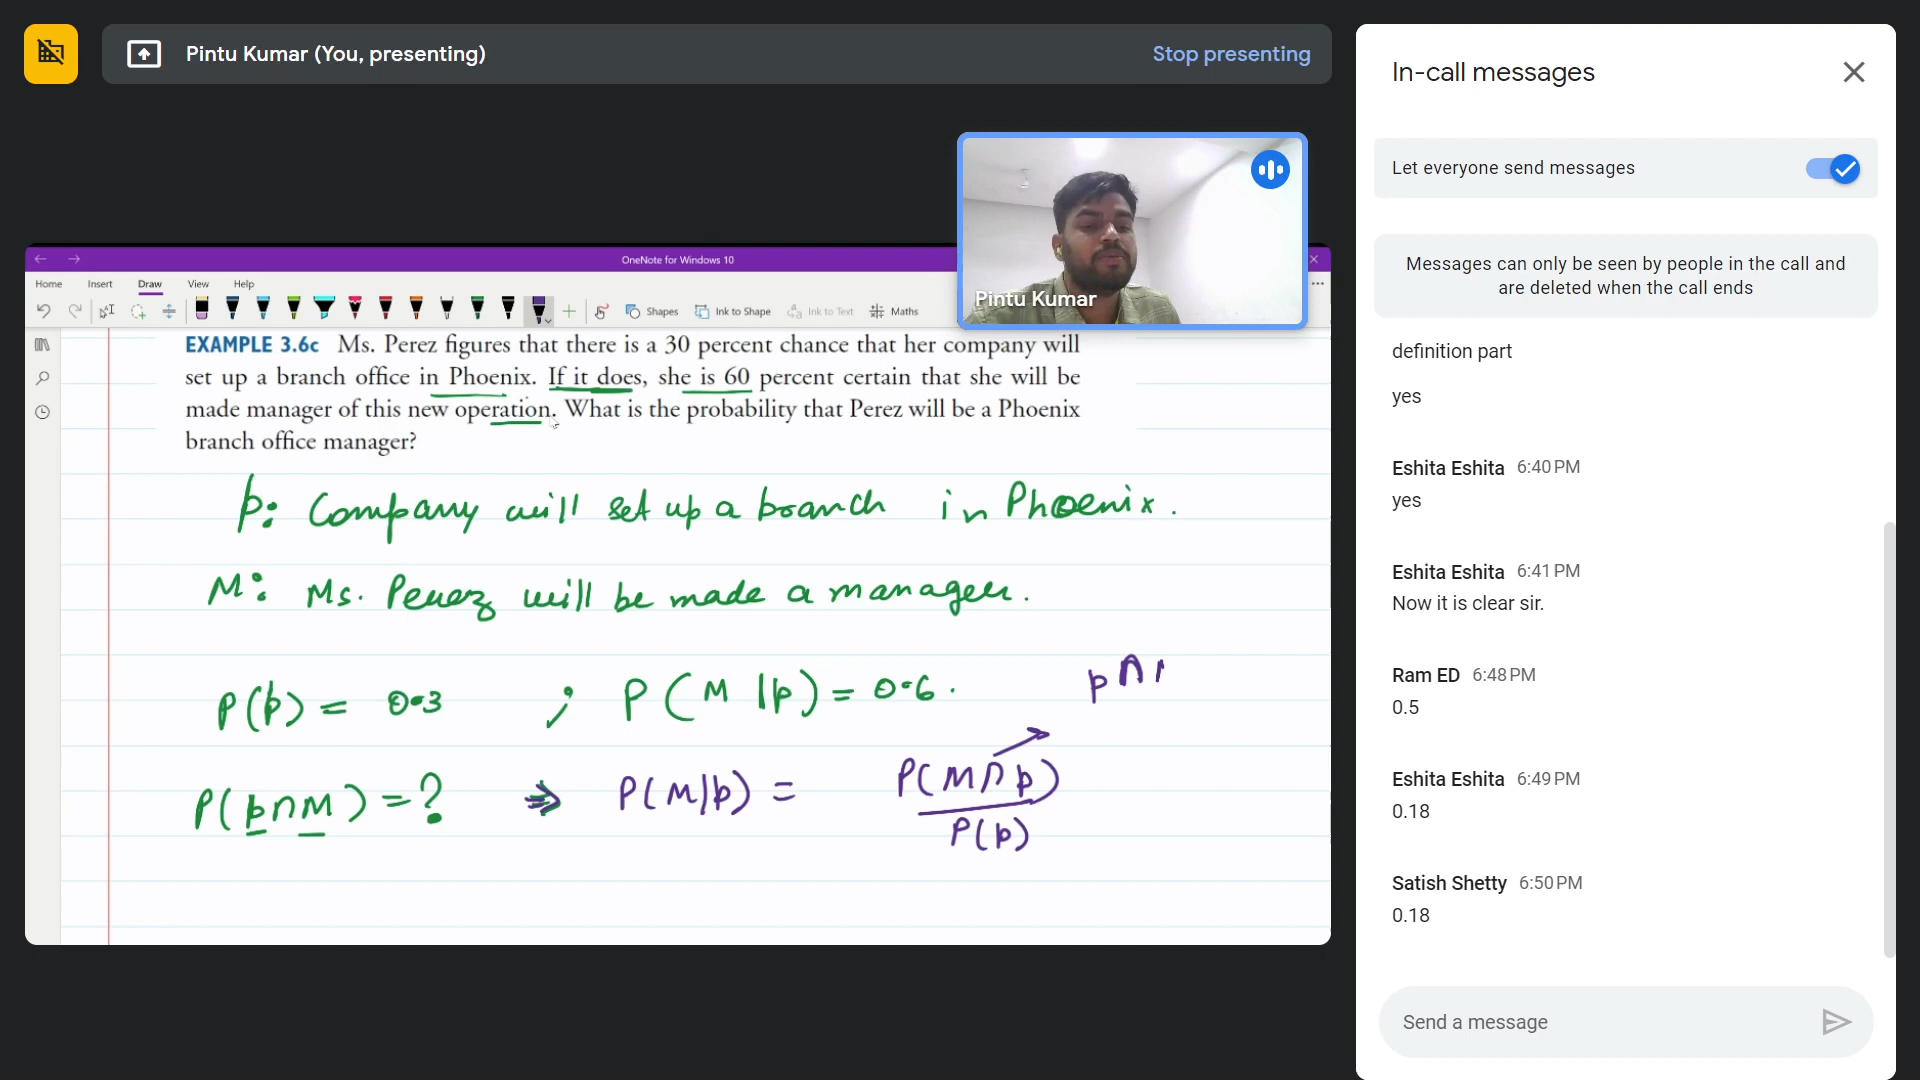 Pintu Kumar (You, presenting)
Stop presenting
In-call messages
Let everyone send messages
Messages can only be seen by people in the call and
are deleted when the call ends
definition part
yes
Eshita Eshita 6:40 PM
yes
Eshita Eshita 6:41 PM
Now it is clear sir.
Ram ED 6:48 PM
0.5
Eshita Eshita 6:49 PM
0.18
Satish Shetty 6:50 PM
0.18
Send a message
Pintu Kumar
OneNote for Windows 10
Home Insert Draw View Help
Shapes Ink to Shape Ink to Text Maths
EXAMPLE 3.6c Ms. Perez figures that there is a 30 percent chance that her company will
set up a branch office in Phoenix. If it does, she is 60 percent certain that she will be
made manager of this new operation. What is the probability that Perez will be a Phoenix
branch office manager?
p: Company will set up a branch in Phoenix.
M: Ms. Perez will be made a manager.
P(p) = 0.3 ; P(M|p) = 0.6.
p∩
P(p∩M) = ? ⇒ P(M|p) = P(M∩p)
P(p)